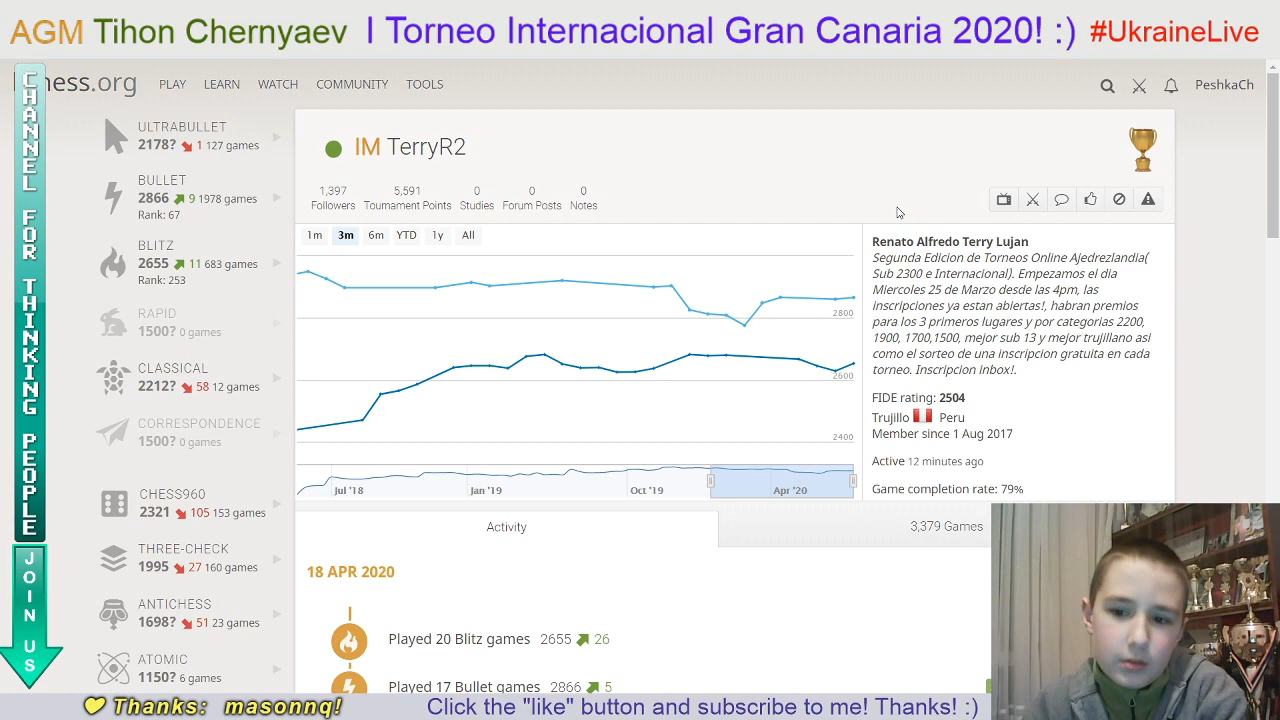 AGM Tihon Chernyaev I Torneo Internacional Gran Canaria 2020! :) #UkraineLive
CHANNEL FOR THINKING PEOPLE
JOIN US
hess.org PLAY LEARN WATCH COMMUNITY TOOLS PeshkaCh
ULTRABULLET
2178? 1 127 games
BULLET
2866 9 1978 games
Rank: 67
BLITZ
2655 11 683 games
Rank: 253
RAPID
1500? 0 games
CLASSICAL
2212? 58 12 games
CORRESPONDENCE
1500? 0 games
CHESS960
2321 105 153 games
THREE-CHECK
1995 27 160 games
ANTICHESS
1698? 51 23 games
ATOMIC
1150? 6 games
IM TerryR2
1,397 5,591 0 0 0
Followers Tournament Points Studies Forum Posts Notes
1m 3m 6m YTD 1y All
2800
2600
2400
Jul '18 Jan '19 Oct '19 Apr '20
Renato Alfredo Terry Lujan
Segunda Edicion de Torneos Online Ajedrezlandia(
Sub 2300 e Internacional). Empezamos el dia
Miercoles 25 de Marzo desde las 4pm, las
inscripciones ya estan abiertas!, habran premios
para los 3 primeros lugares y por categorias 2200,
1900, 1700,1500, mejor sub 13 y mejor trujillano asi
como el sorteo de una inscripcion gratuita en cada
torneo. Inscripcion inbox!.
FIDE rating: 2504
Trujillo Peru
Member since 1 Aug 2017
Active 12 minutes ago
Game completion rate: 79%
Activity 3,379 Games
18 APR 2020
Played 20 Blitz games 2655 26
Played 17 Bullet games 2866 5
Thanks: masonnq! Click the "like" button and subscribe to me! Thanks! :)